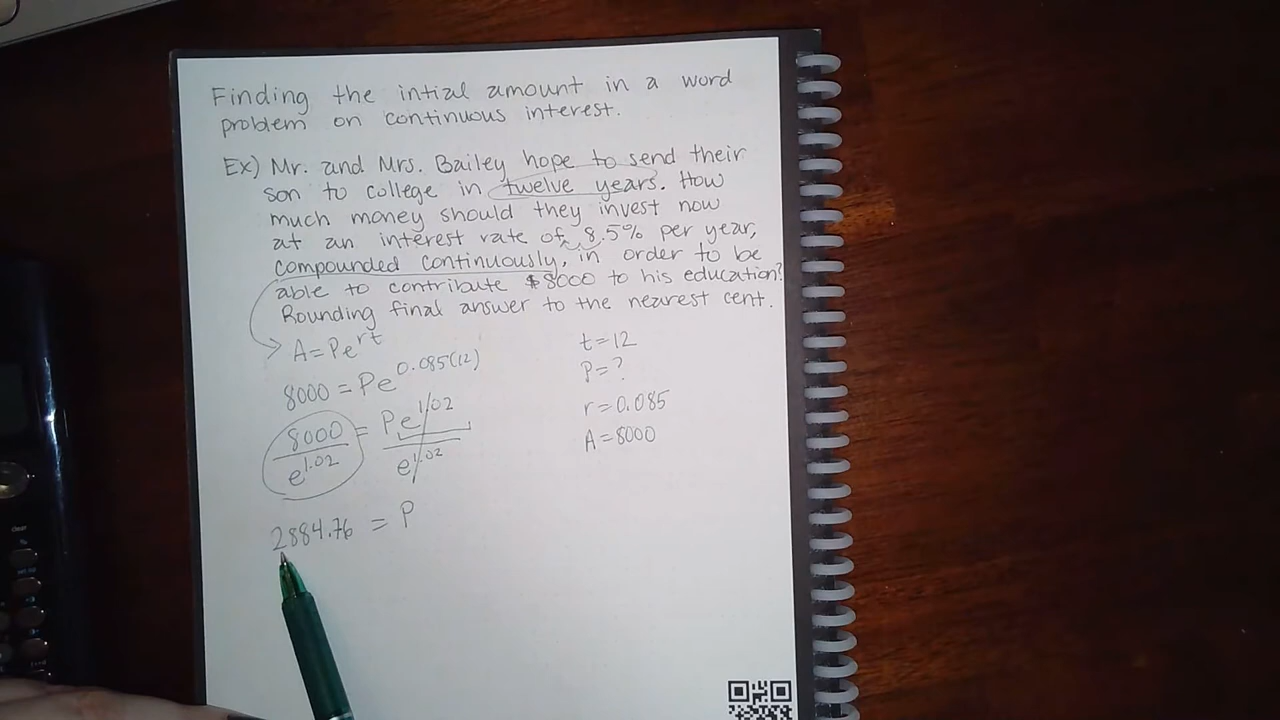 Finding the intial amount in a word
problem on continuous interest.
Ex) Mr. and Mrs. Bailey hope to send their
son to college in twelve years. How
much money should they invest now
at an interest rate of 8.5% per year,
compounded continuously, in order to be
able to contribute $8000 to his education?
Rounding final answer to the nearest cent.
A=Pe^rt
t=12
8000 = Pe^0.085(12)
P=?
8000/e^1.02 = Pe^1.02/e^1.02
r=0.085
A=8000
2884.76 = P